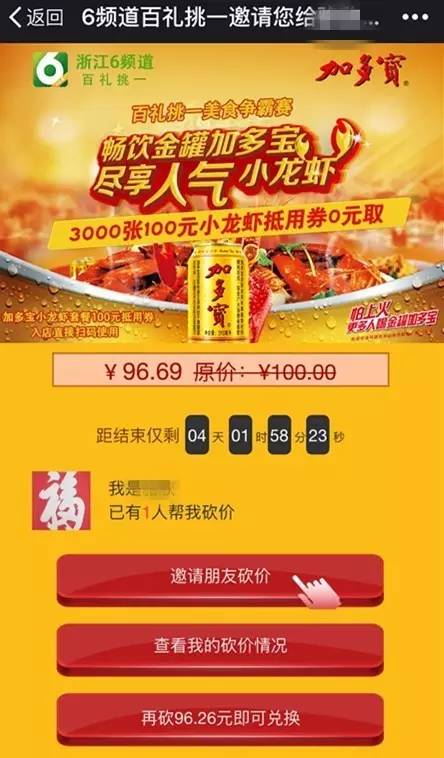 返回 6频道百礼挑一邀请您给
浙江6频道
百礼挑一
加多宝
百礼挑一美食争霸赛
畅饮金罐加多宝
尽享人气小龙虾
3000张100元小龙虾抵用券0元取
加多宝
加多宝小龙虾套餐100元抵用券
入店直接扫码使用
怕上火
更多人喝金罐加多宝
¥96.69 原价：¥100.00
距结束仅剩 04 天 01 时 58 分 23 秒
福
我是
已有1人帮我砍价
邀请朋友砍价
查看我的砍价情况
再砍96.26元即可兑换